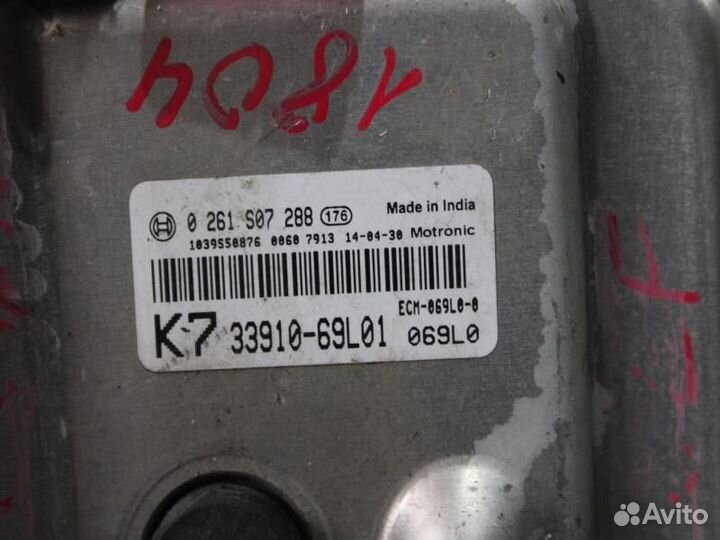 1804
0 261 S07 288 176 Made in India
1039S50876 0060 7913 14-04-30 Motronic
ECM-069L0-0
K7 33910-69L01 069L0
Avito